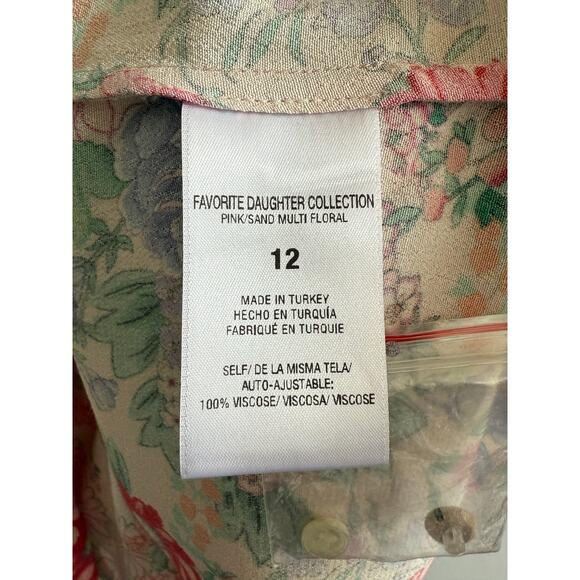 FAVORITE DAUGHTER COLLECTION
PINK/SAND MULTI FLORAL
12
MADE IN TURKEY
HECHO EN TURQUÍA
FABRIQUÉ EN TURQUIE
SELF/ DE LA MISMA TELA/
AUTO-AJUSTABLE:
100% VISCOSE/ VISCOSA/ VISCOSE